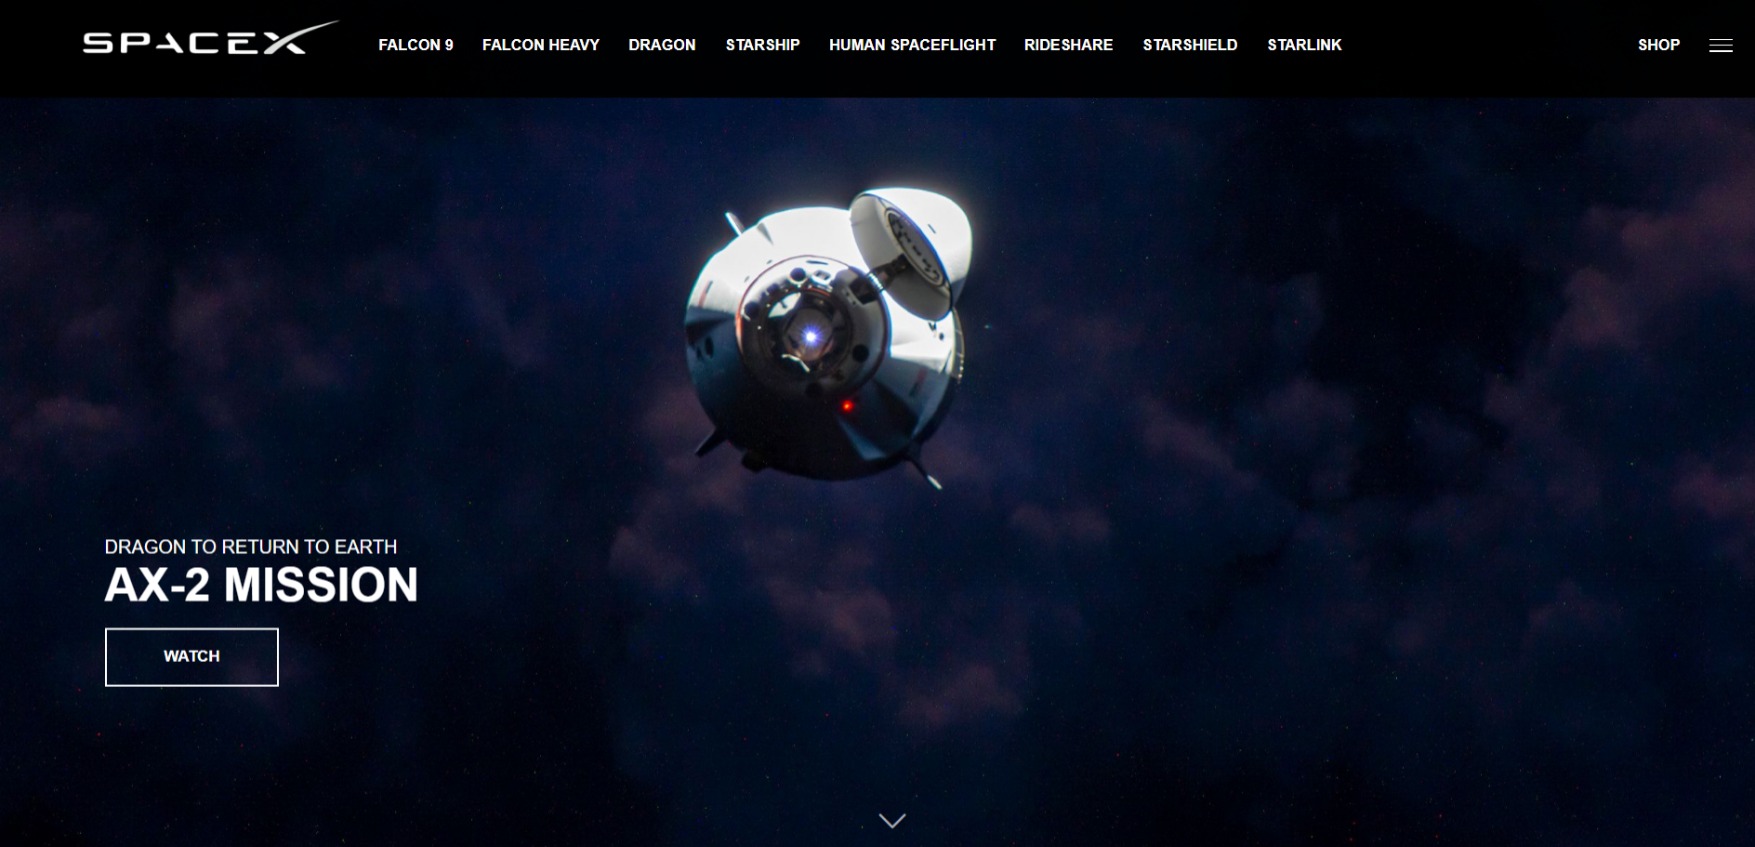 SPACEX
FALCON 9 FALCON HEAVY DRAGON STARSHIP HUMAN SPACEFLIGHT RIDESHARE STARSHIELD STARLINK SHOP
DRAGON TO RETURN TO EARTH
AX-2 MISSION
WATCH